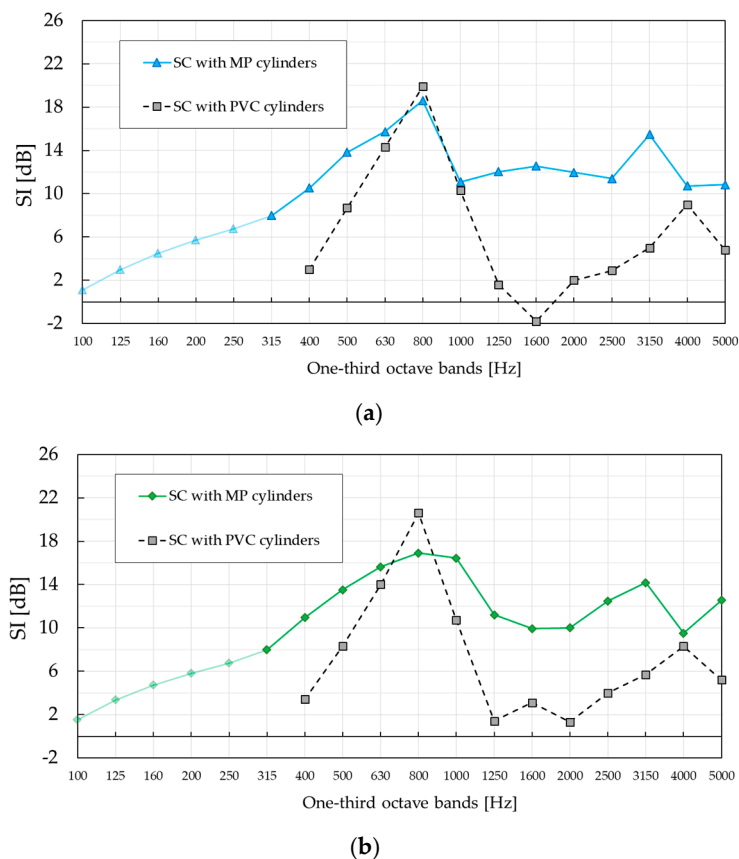 26
22
18
14
10
6
2
-2
SI [dB]
SC with MP cylinders
SC with PVC cylinders
100 125 160 200 250 315 400 500 630 800 1000 1250 1600 2000 2500 3150 4000 5000
One-third octave bands [Hz]
(a)
26
22
18
14
10
6
2
-2
SI [dB]
SC with MP cylinders
SC with PVC cylinders
100 125 160 200 250 315 400 500 630 800 1000 1250 1600 2000 2500 3150 4000 5000
One-third octave bands [Hz]
(b)